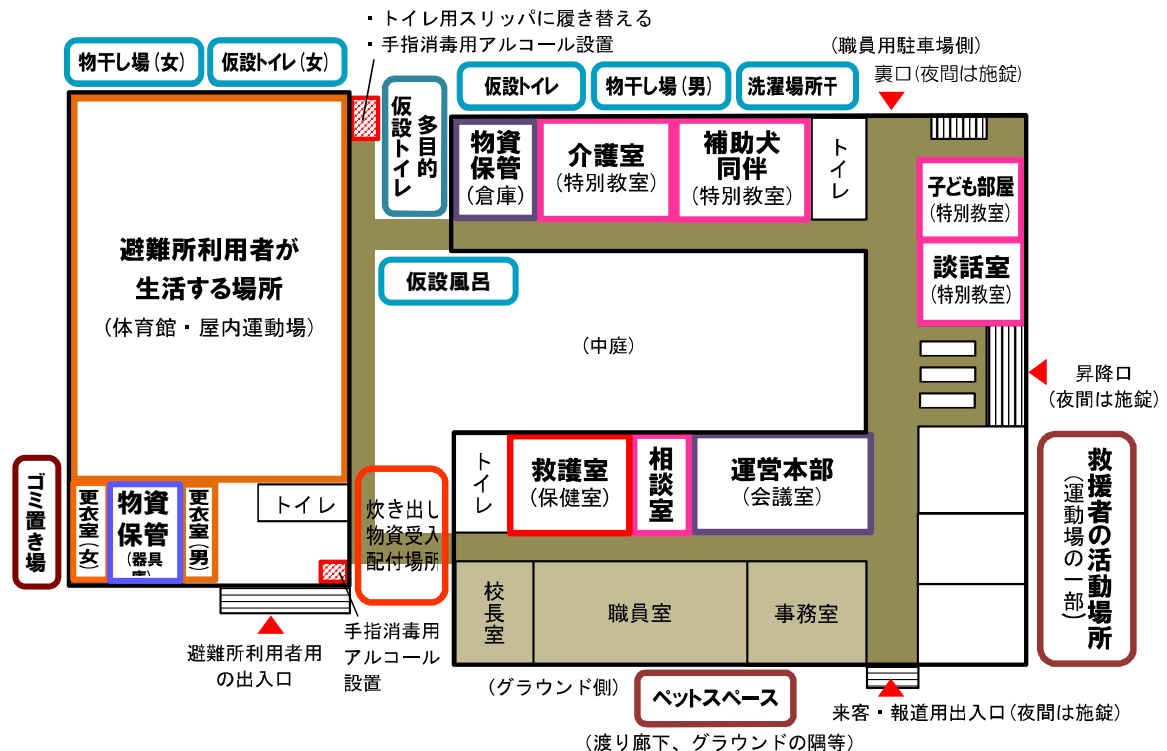 ・トイレ用スリッパに履き替える
・手指消毒用アルコール設置
物干し場(女)
仮設トイレ(女)
多目的
仮設トイレ
仮設トイレ
物干し場(男)
洗濯場所干
(職員用駐車場側)
裏口(夜間は施錠)
物資
保管
(倉庫)
介護室
(特別教室)
補助犬
同伴
(特別教室)
トイレ
子ども部屋
(特別教室)
談話室
(特別教室)
避難所利用者が
生活する場所
(体育館・屋内運動場)
仮設風呂
(中庭)
昇降口
(夜間は施錠)
ゴミ置き場
更衣室(女)
物資
保管
(器具
更衣室(男)
トイレ
炊き出し
物資受入
配付場所
トイレ
救護室
(保健室)
相談室
運営本部
(会議室)
救援者の活動場所
(運動場の一部)
校長室
職員室
事務室
避難所利用者用
の出入口
手指消毒用
アルコール
設置
(グラウンド側)
ペットスペース
(渡り廊下、グラウンドの隅等)
来客・報道用出入口(夜間は施錠)